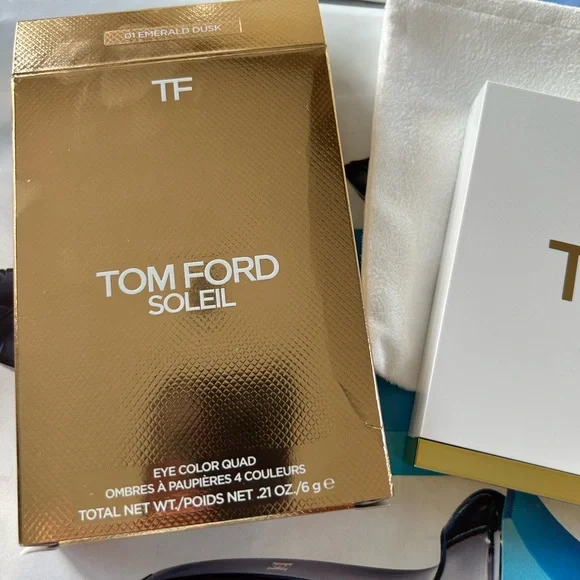 01 EMERALD DUSK
TF
TOM FORD
SOLEIL
EYE COLOR QUAD
OMBRES À PAUPIÈRES 4 COULEURS
TOTAL NET WT./POIDS NET .21 OZ./6 g ℮
T